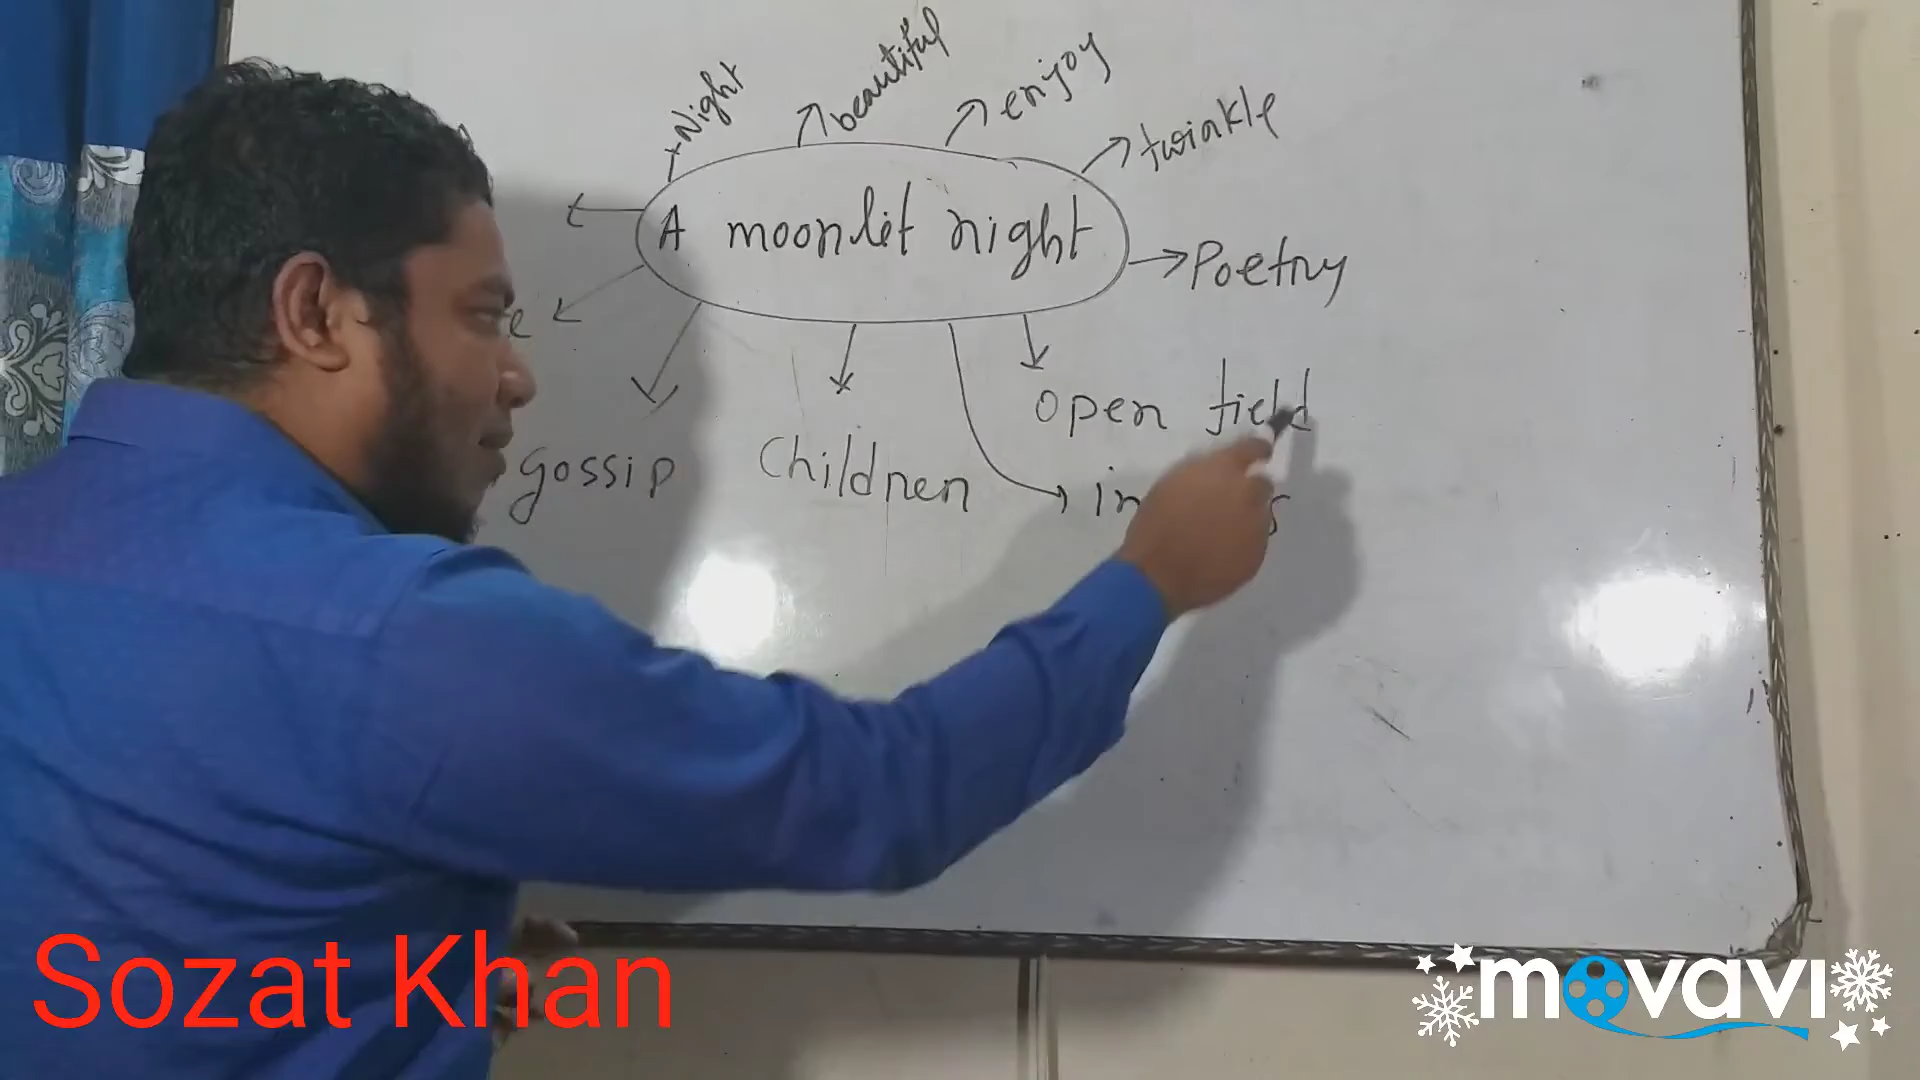 Night
beautiful
enjoy
twinkle
A moonlit night
Poetry
open field
gossip
Children
Sozat Khan
movavi